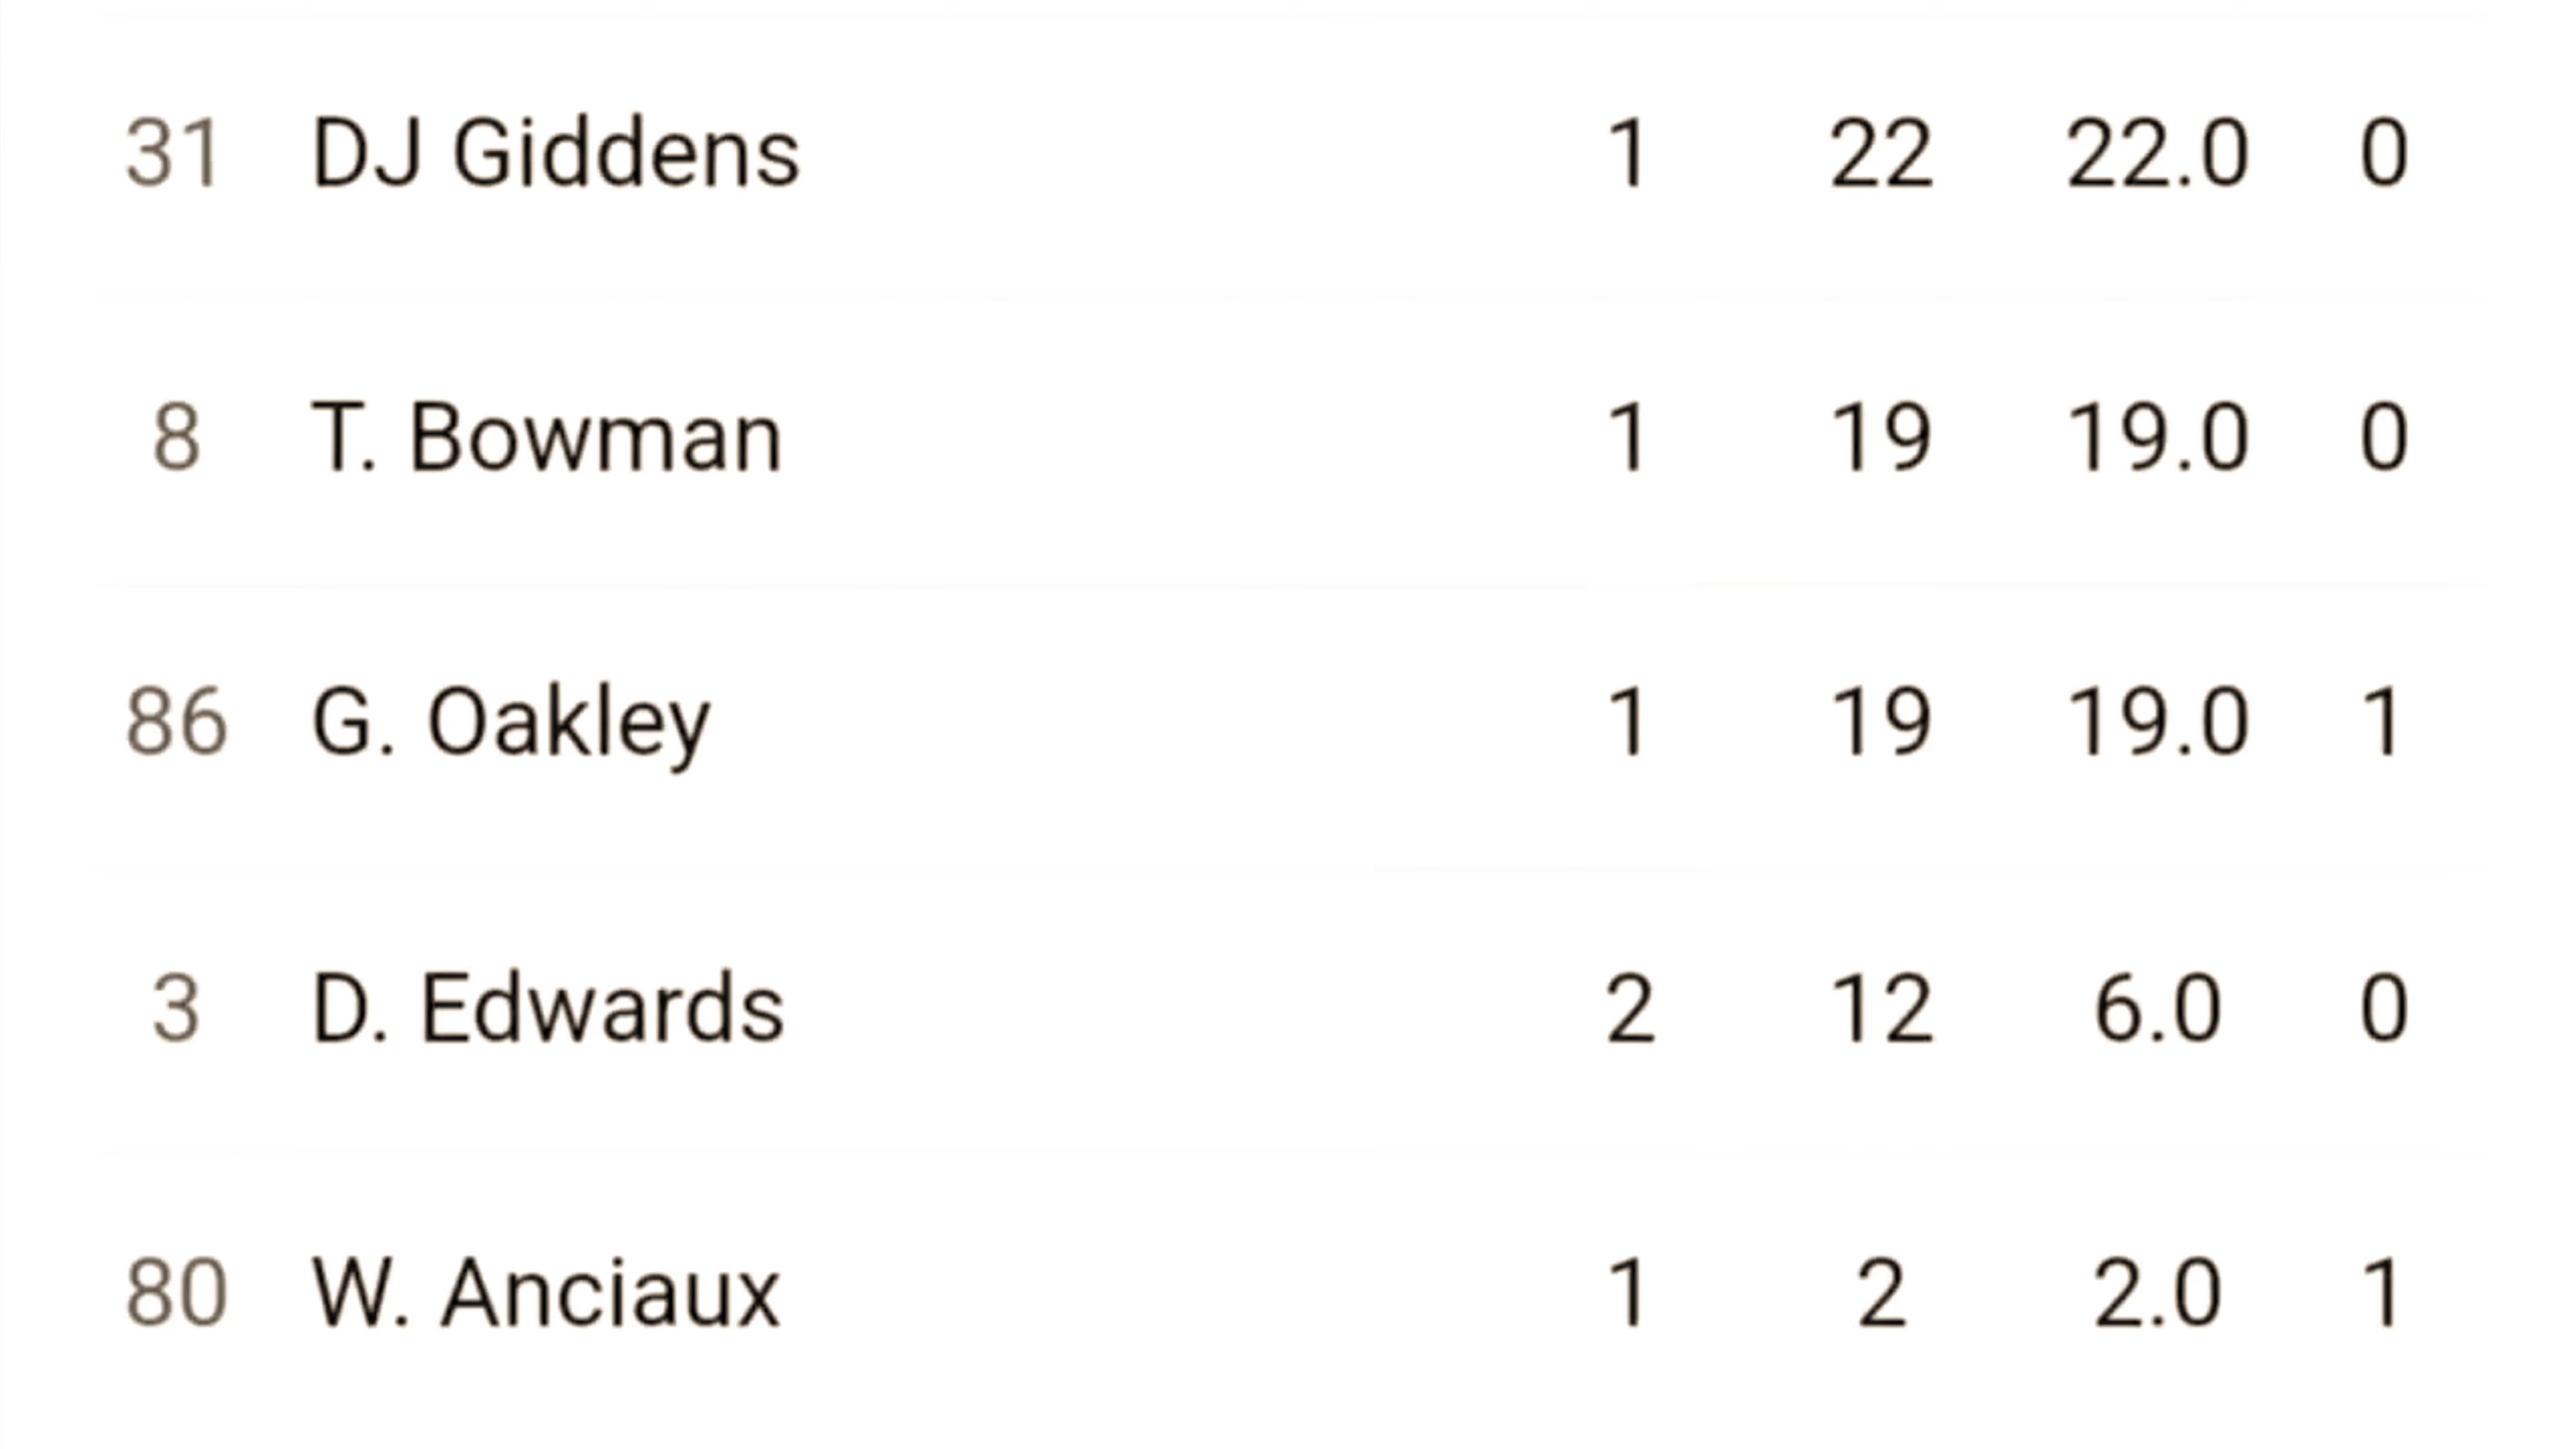 31 DJ Giddens 1 22 22.0 0
8 T. Bowman 1 19 19.0 0
86 G. Oakley 1 19 19.0 1
3 D. Edwards 2 12 6.0 0
80 W. Anciaux 1 2 2.0 1